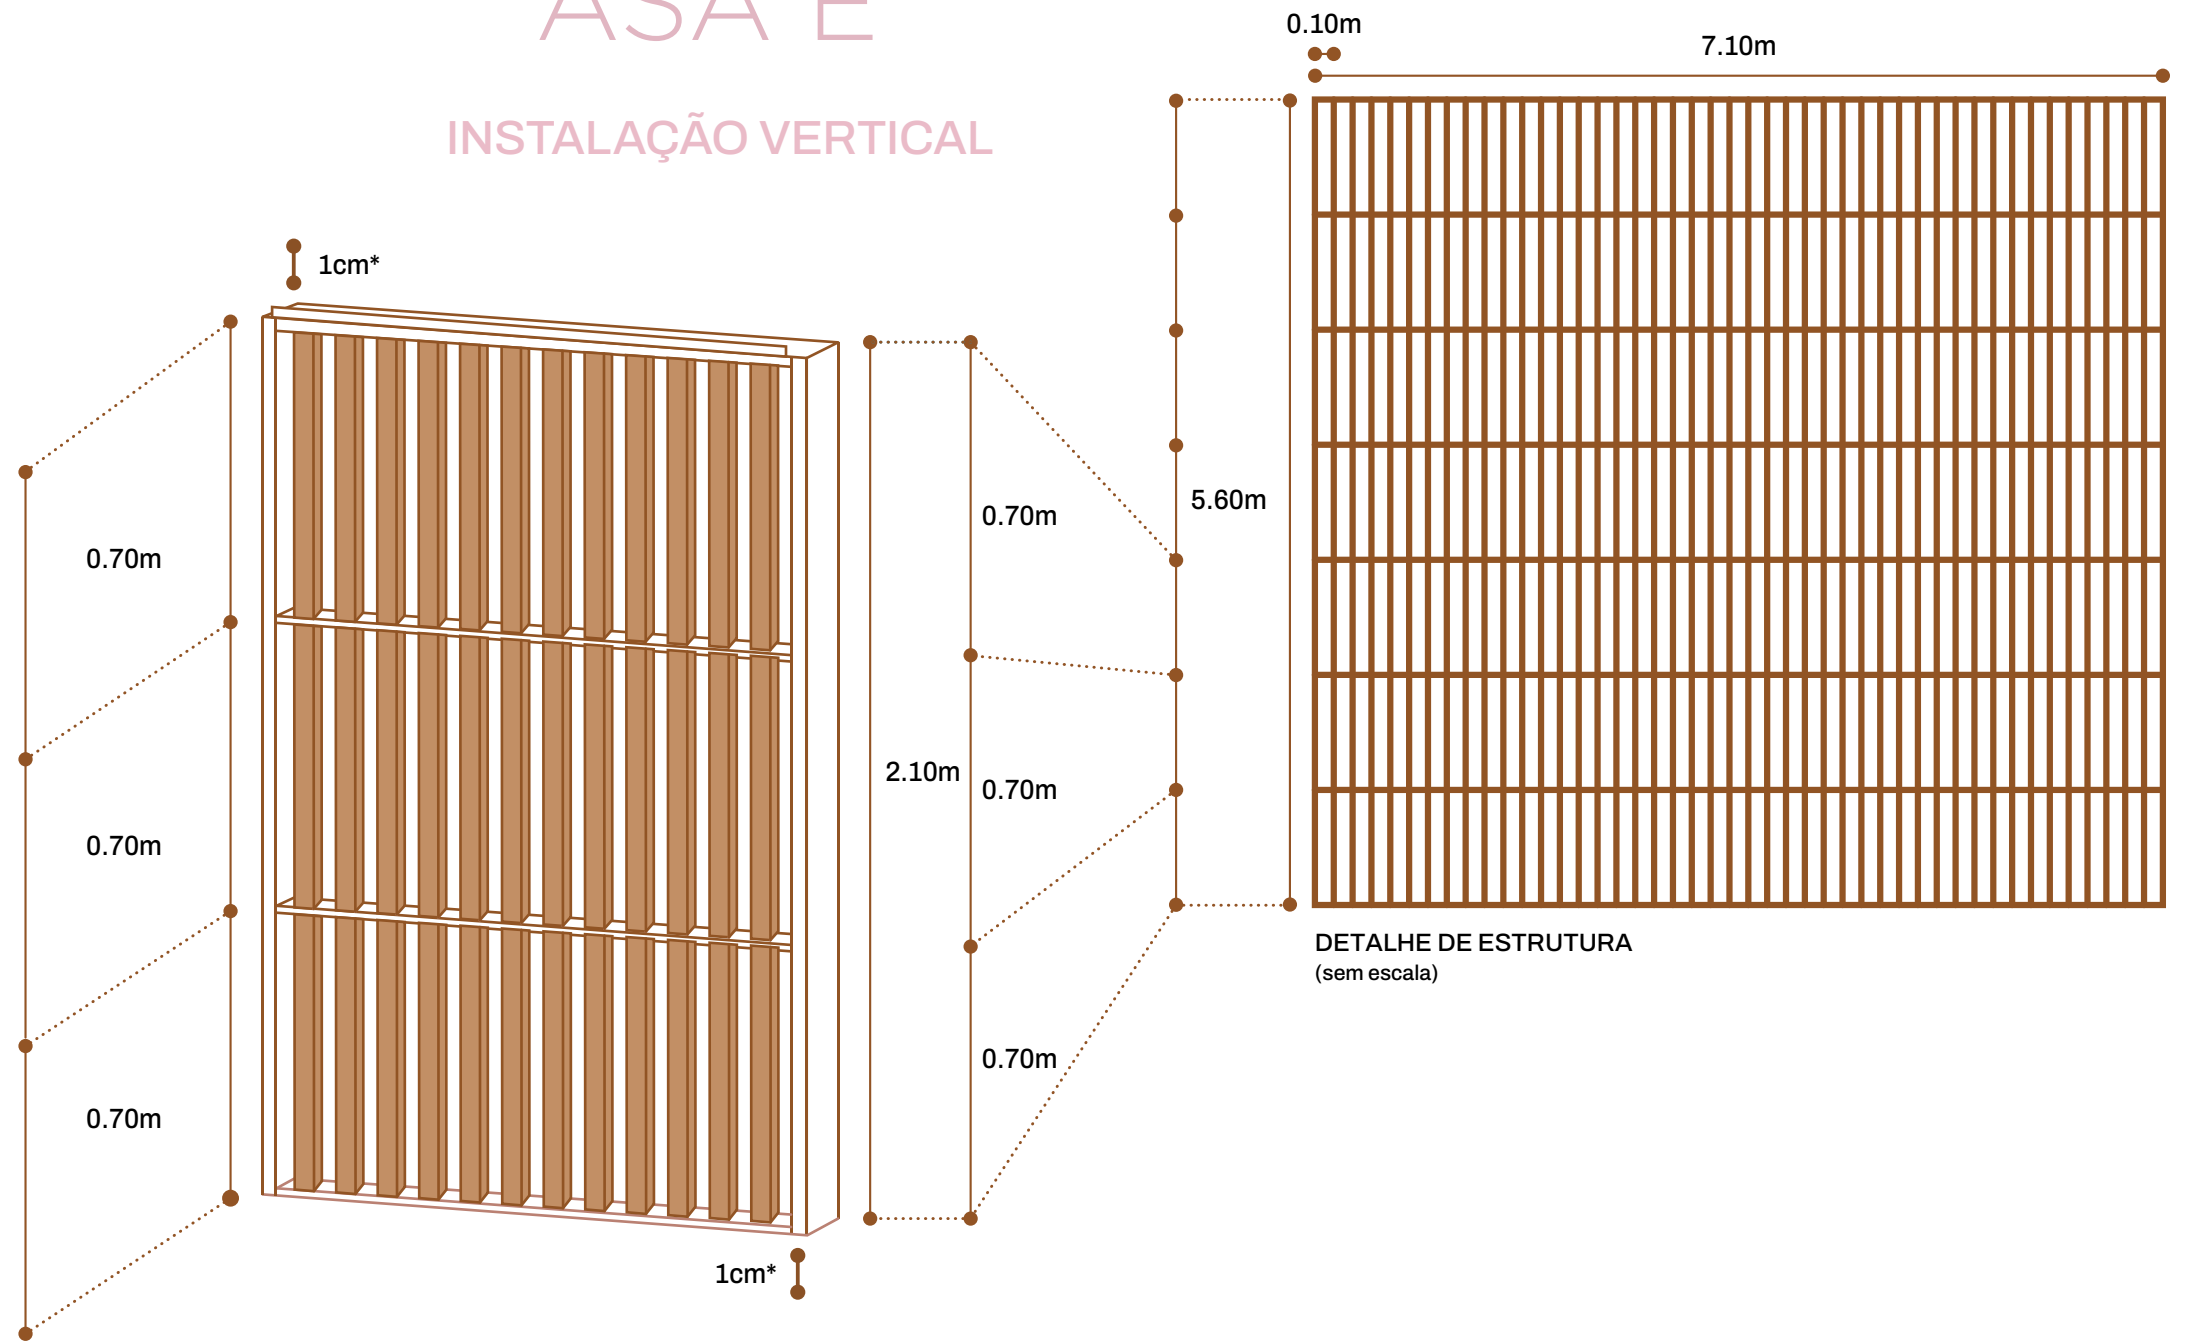 ASA E
INSTALAÇÃO VERTICAL
0.10m
7.10m
1cm*
5.60m
0.70m
0.70m
2.10m
0.70m
0.70m
0.70m
0.70m
1cm*
DETALHE DE ESTRUTURA
(sem escala)